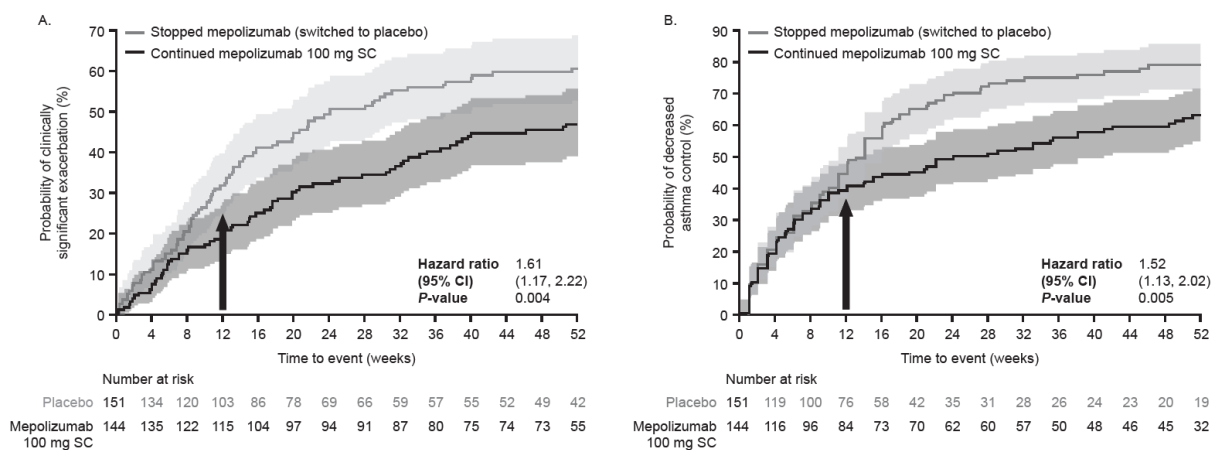 A.
Stopped mepolizumab (switched to placebo)
Continued mepolizumab 100 mg SC
Probability of clinically
significant exacerbation (%)
70
60
50
40
30
20
10
0
Hazard ratio 1.61
(95% CI) (1.17, 2.22)
P-value 0.004
0 4 8 12 16 20 24 28 32 36 40 44 48 52
Time to event (weeks)
Number at risk
Placebo 151 134 120 103 86 78 69 66 59 57 55 52 49 42
Mepolizumab 144 135 122 115 104 97 94 91 87 80 75 74 73 55
100 mg SC
B.
Stopped mepolizumab (switched to placebo)
Continued mepolizumab 100 mg SC
Probability of decreased
asthma control (%)
90
80
70
60
50
40
30
20
10
0
Hazard ratio 1.52
(95% CI) (1.13, 2.02)
P-value 0.005
0 4 8 12 16 20 24 28 32 36 40 44 48 52
Time to event (weeks)
Number at risk
Placebo 151 119 100 76 58 42 35 31 28 26 24 23 20 19
Mepolizumab 144 116 96 84 73 70 62 60 57 50 48 46 45 32
100 mg SC